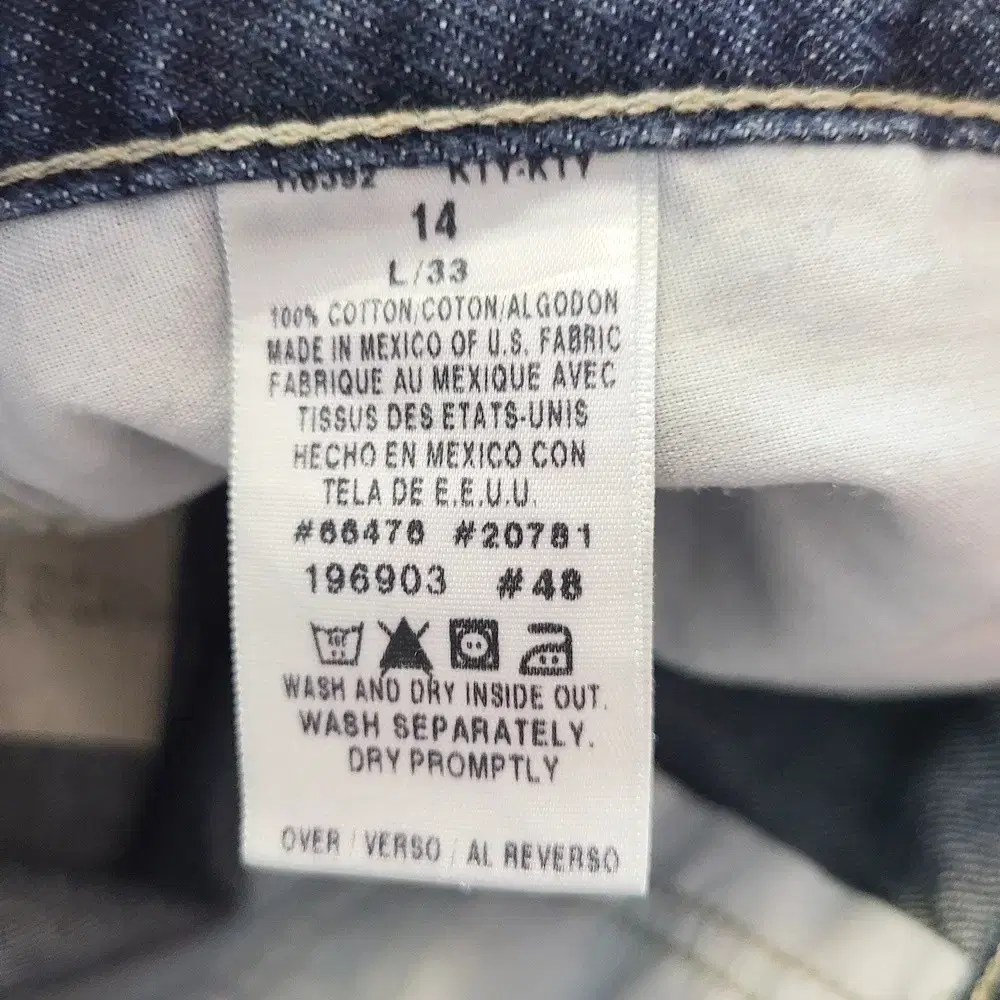 KTY-KTY
14
L/33
100% COTTON/COTON/ALGODON
MADE IN MEXICO OF U.S. FABRIC
FABRIQUE AU MEXIQUE AVEC
TISSUS DES ETATS-UNIS
HECHO EN MEXICO CON
TELA DE E.E.U.U.
#66476 #20781
196903 #48
WASH AND DRY INSIDE OUT.
WASH SEPARATELY.
DRY PROMPTLY
OVER / VERSO / AL REVERSO